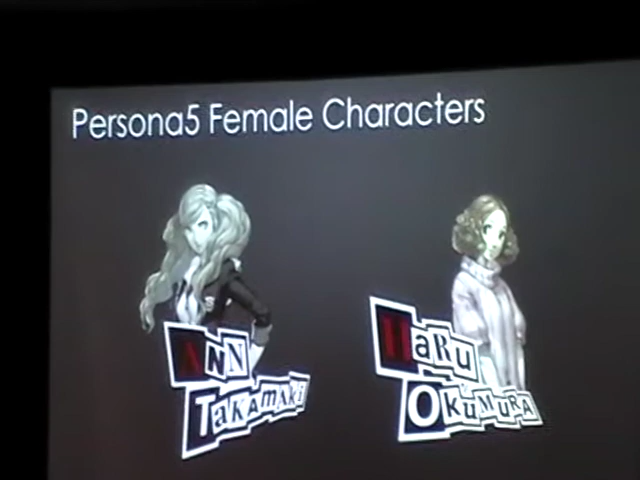 Persona5 Female Characters
ANN
TAKAMAKi
HaRu
OKuMuRA